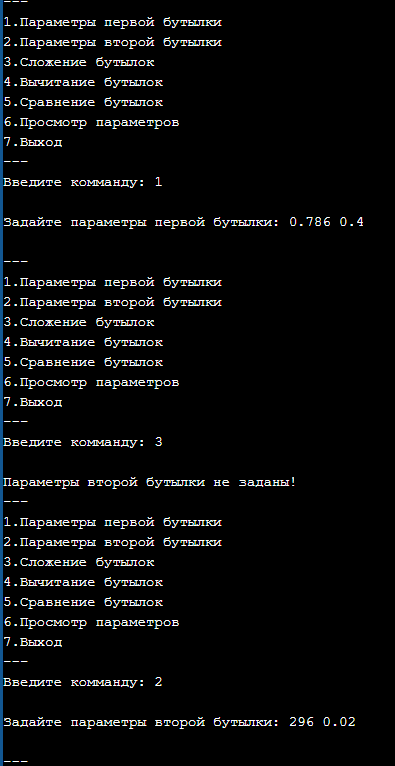 ---
1.Параметры первой бутылки
2.Параметры второй бутылки
3.Сложение бутылок
4.Вычитание бутылок
5.Сравнение бутылок
6.Просмотр параметров
7.Выход
---
Введите комманду: 1
Задайте параметры первой бутылки: 0.786 0.4
---
1.Параметры первой бутылки
2.Параметры второй бутылки
3.Сложение бутылок
4.Вычитание бутылок
5.Сравнение бутылок
6.Просмотр параметров
7.Выход
---
Введите комманду: 3
Параметры второй бутылки не заданы!
---
1.Параметры первой бутылки
2.Параметры второй бутылки
3.Сложение бутылок
4.Вычитание бутылок
5.Сравнение бутылок
6.Просмотр параметров
7.Выход
---
Введите комманду: 2
Задайте параметры второй бутылки: 296 0.02
---